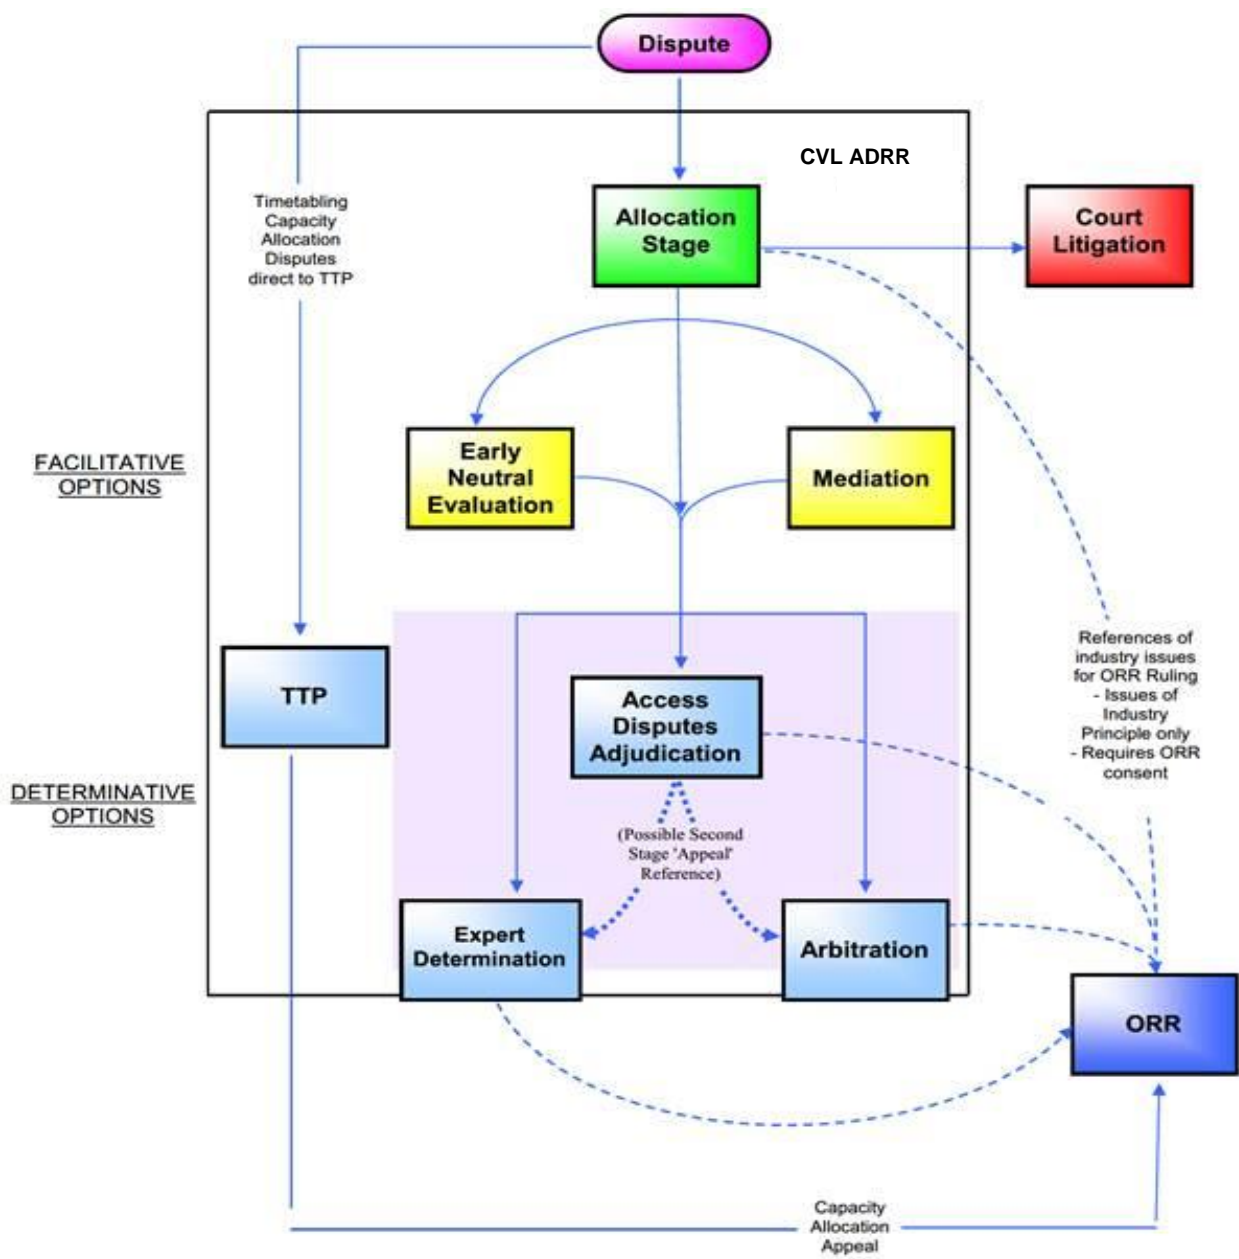 Dispute
CVL ADRR
Timetabling
Capacity
Allocation
Disputes
direct to TTP
Allocation
Stage
Court
Litigation
FACILITATIVE
OPTIONS
Early
Neutral
Evaluation
Mediation
References of
industry issues
for ORR Ruling
- Issues of
Industry
Principle only
- Requires ORR
consent
TTP
Access
Disputes
Adjudication
DETERMINATIVE
OPTIONS
(Possible Second
Stage 'Appeal'
Reference)
Expert
Determination
Arbitration
ORR
Capacity
Allocation
Appeal